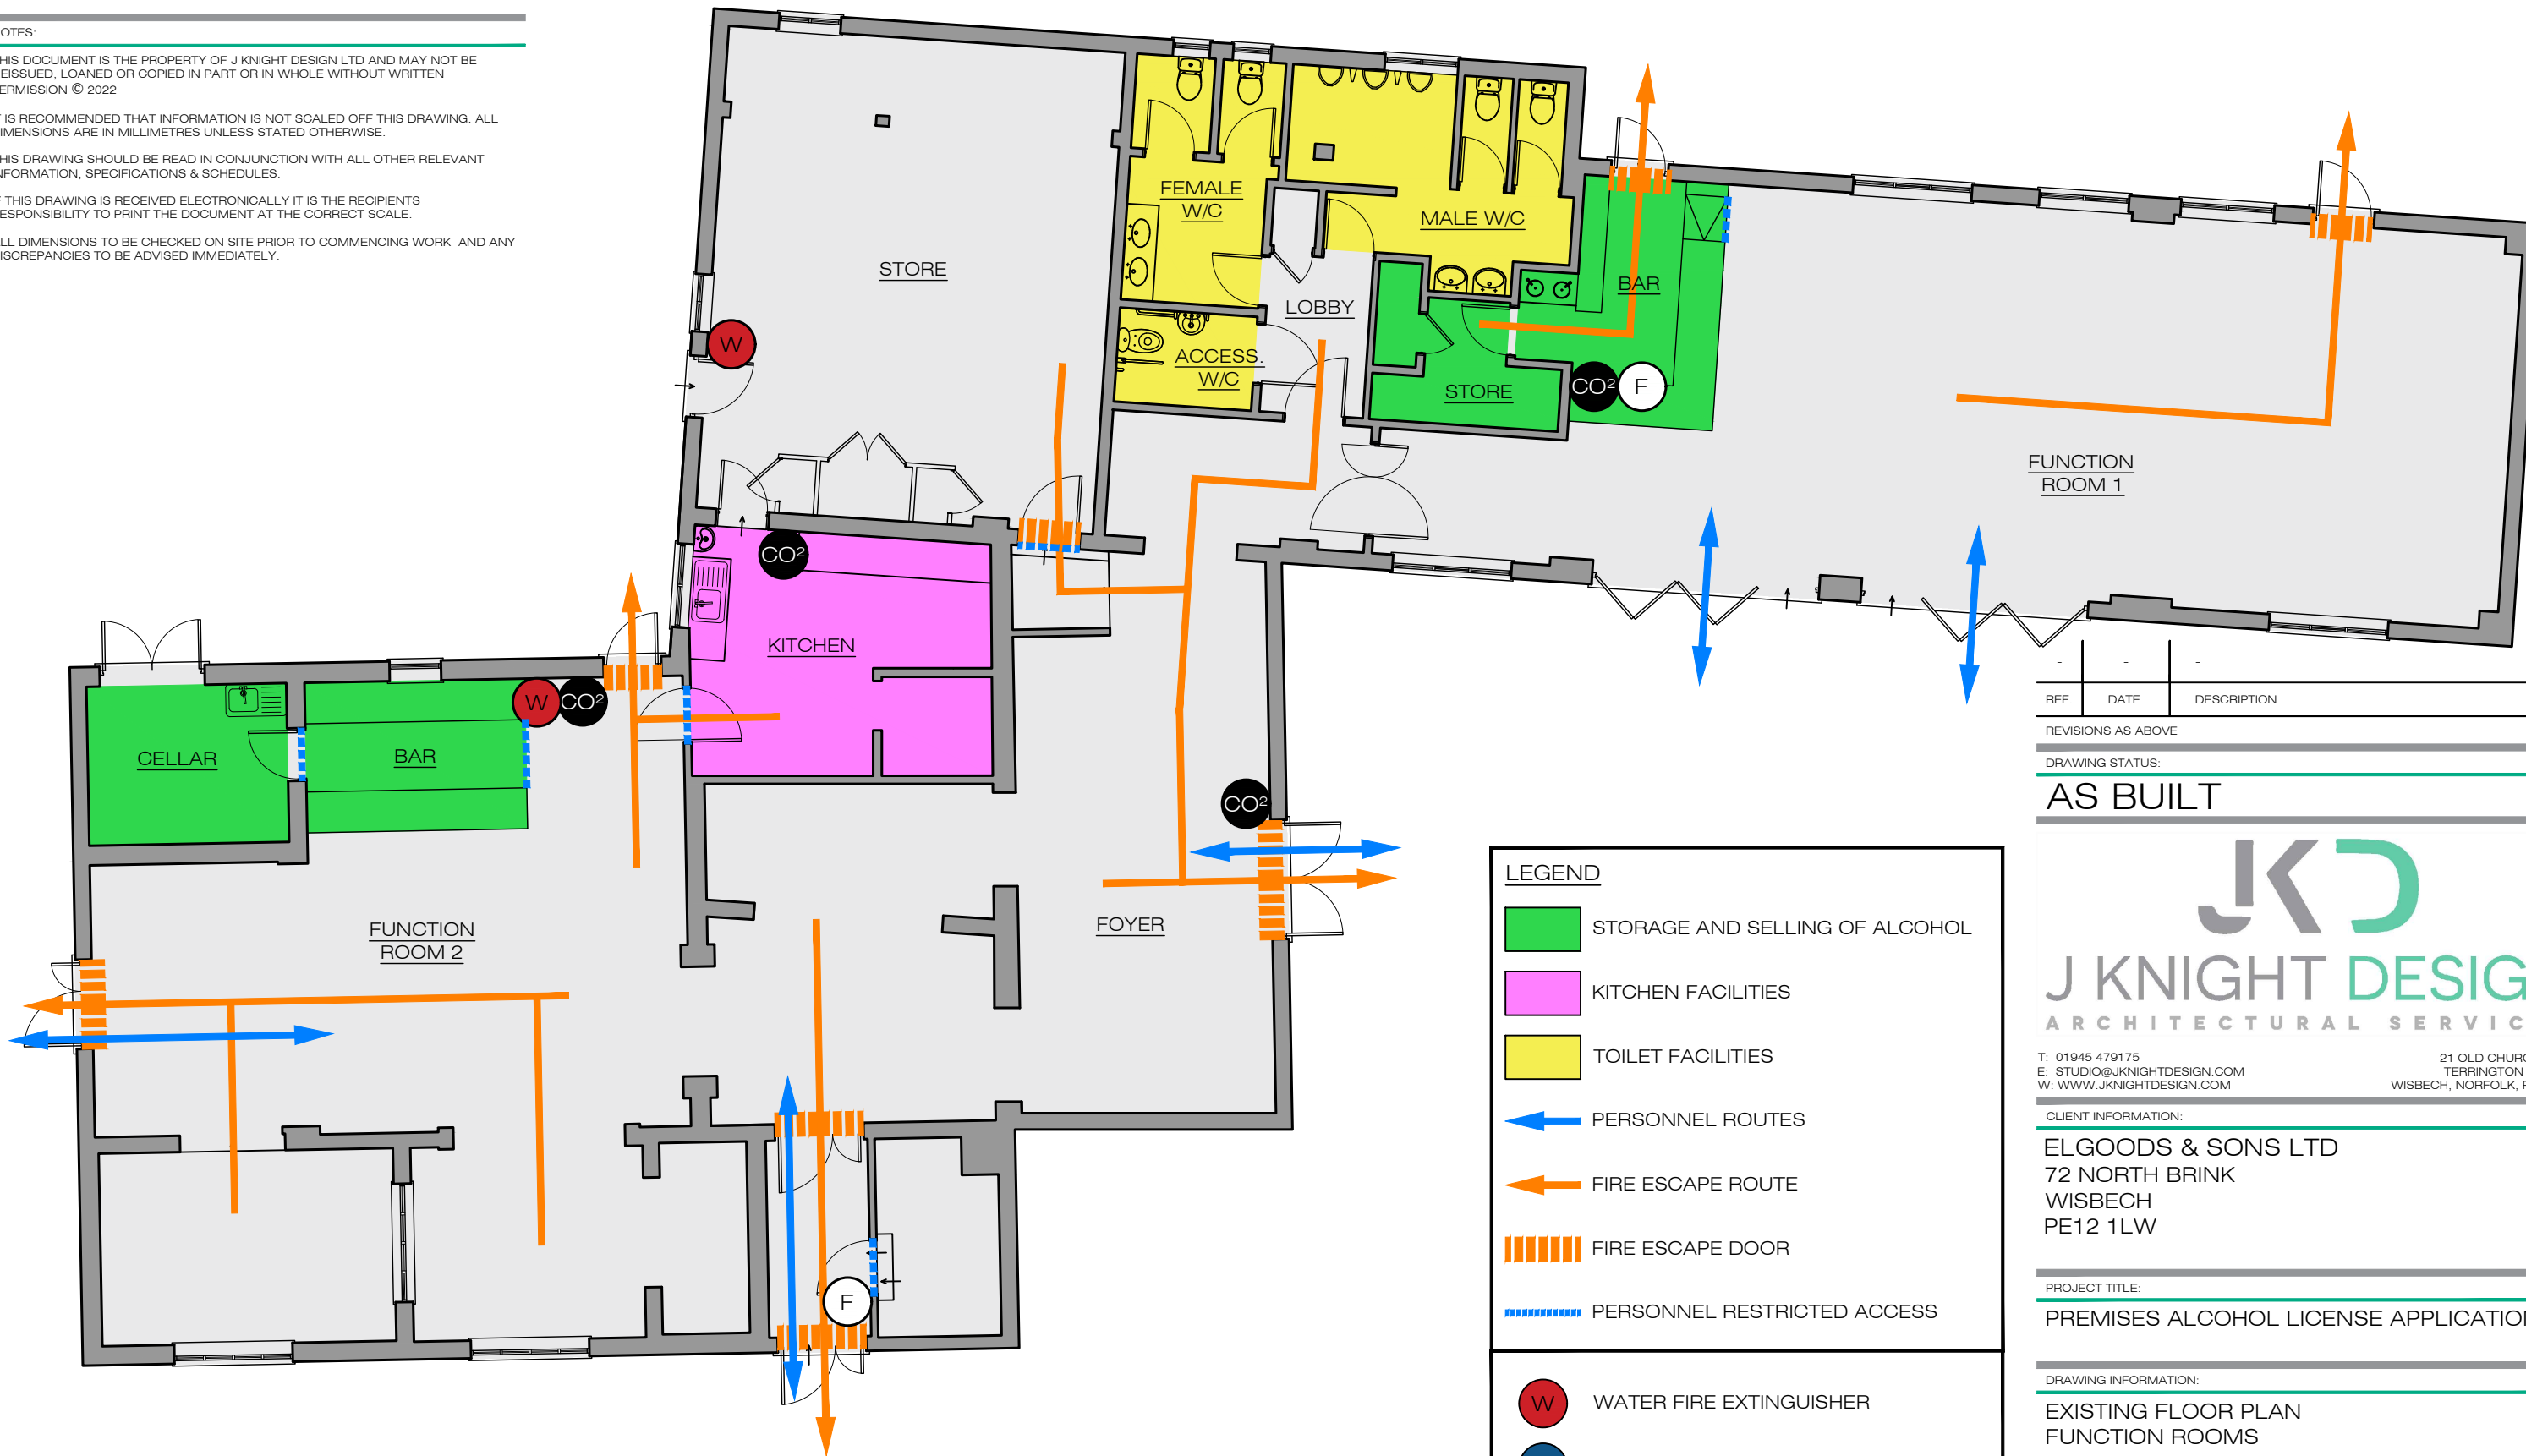 OTES:
HIS DOCUMENT IS THE PROPERTY OF J KNIGHT DESIGN LTD AND MAY NOT BE
EISSUED, LOANED OR COPIED IN PART OR IN WHOLE WITHOUT WRITTEN
ERMISSION © 2022
IS RECOMMENDED THAT INFORMATION IS NOT SCALED OFF THIS DRAWING. ALL
IMENSIONS ARE IN MILLIMETRES UNLESS STATED OTHERWISE.
HIS DRAWING SHOULD BE READ IN CONJUNCTION WITH ALL OTHER RELEVANT
NFORMATION, SPECIFICATIONS & SCHEDULES.
THIS DRAWING IS RECEIVED ELECTRONICALLY IT IS THE RECIPIENTS
ESPONSIBILITY TO PRINT THE DOCUMENT AT THE CORRECT SCALE.
LL DIMENSIONS TO BE CHECKED ON SITE PRIOR TO COMMENCING WORK AND ANY
ISCREPANCIES TO BE ADVISED IMMEDIATELY.
STORE
FEMALE
W/C
MALE W/C
LOBBY
ACCESS.
W/C
STORE
BAR
W
CO²
F
FUNCTION
ROOM 1
CO²
KITCHEN
W
CO²
CELLAR
BAR
CO²
FUNCTION
ROOM 2
FOYER
F
LEGEND
STORAGE AND SELLING OF ALCOHOL
KITCHEN FACILITIES
TOILET FACILITIES
PERSONNEL ROUTES
FIRE ESCAPE ROUTE
FIRE ESCAPE DOOR
PERSONNEL RESTRICTED ACCESS
W WATER FIRE EXTINGUISHER
- - -
REF. DATE DESCRIPTION
REVISIONS AS ABOVE
DRAWING STATUS:
AS BUILT
JKD
J KNIGHT DESIG
ARCHITECTURAL SERVIC
T: 01945 479175
E: STUDIO@JKNIGHTDESIGN.COM
W: WWW.JKNIGHTDESIGN.COM
21 OLD CHURC
TERRINGTON
WISBECH, NORFOLK,
CLIENT INFORMATION:
ELGOODS & SONS LTD
72 NORTH BRINK
WISBECH
PE12 1LW
PROJECT TITLE:
PREMISES ALCOHOL LICENSE APPLICATION
DRAWING INFORMATION:
EXISTING FLOOR PLAN
FUNCTION ROOMS